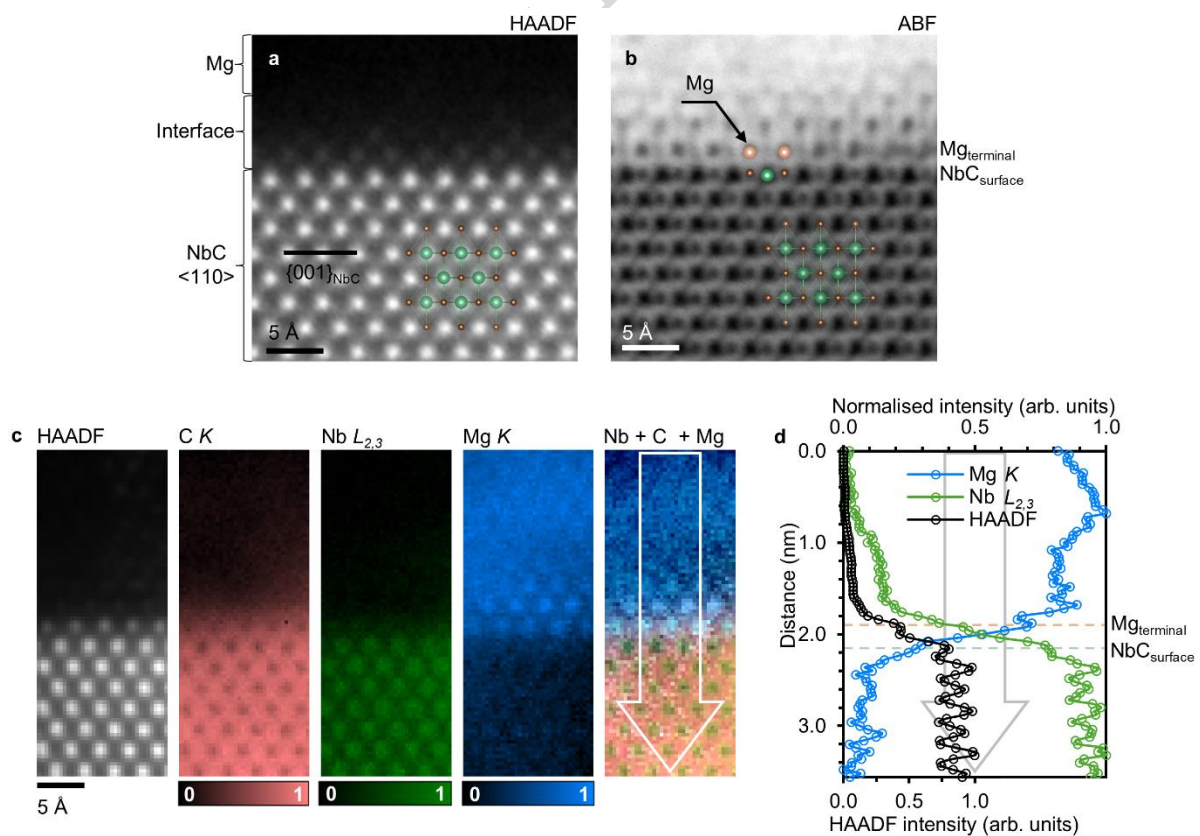 HAADF
ABF
a
b
Mg
Mg
Interface
Mg_terminal
NbC_surface
NbC
<110>
{001}_NbC
5 Å
5 Å
c
HAADF
C K
Nb L_2,3
Mg K
Nb + C + Mg
0 1
0 1
0 1
5 Å
Normalised intensity (arb. units)
d
0.0 0.5 1.0
0.0
1.0
2.0
3.0
Distance (nm)
Mg K
Nb L_2,3
HAADF
Mg_terminal
NbC_surface
0.0 0.5 1.0
HAADF intensity (arb. units)